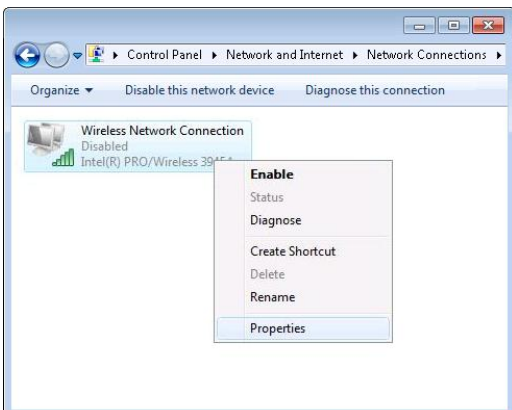 Control Panel ▸ Network and Internet ▸ Network Connections ▸
Organize ▾ Disable this network device Diagnose this connection
Wireless Network Connection
Disabled
Intel(R) PRO/Wireless
Enable
Status
Diagnose
Create Shortcut
Delete
Rename
Properties